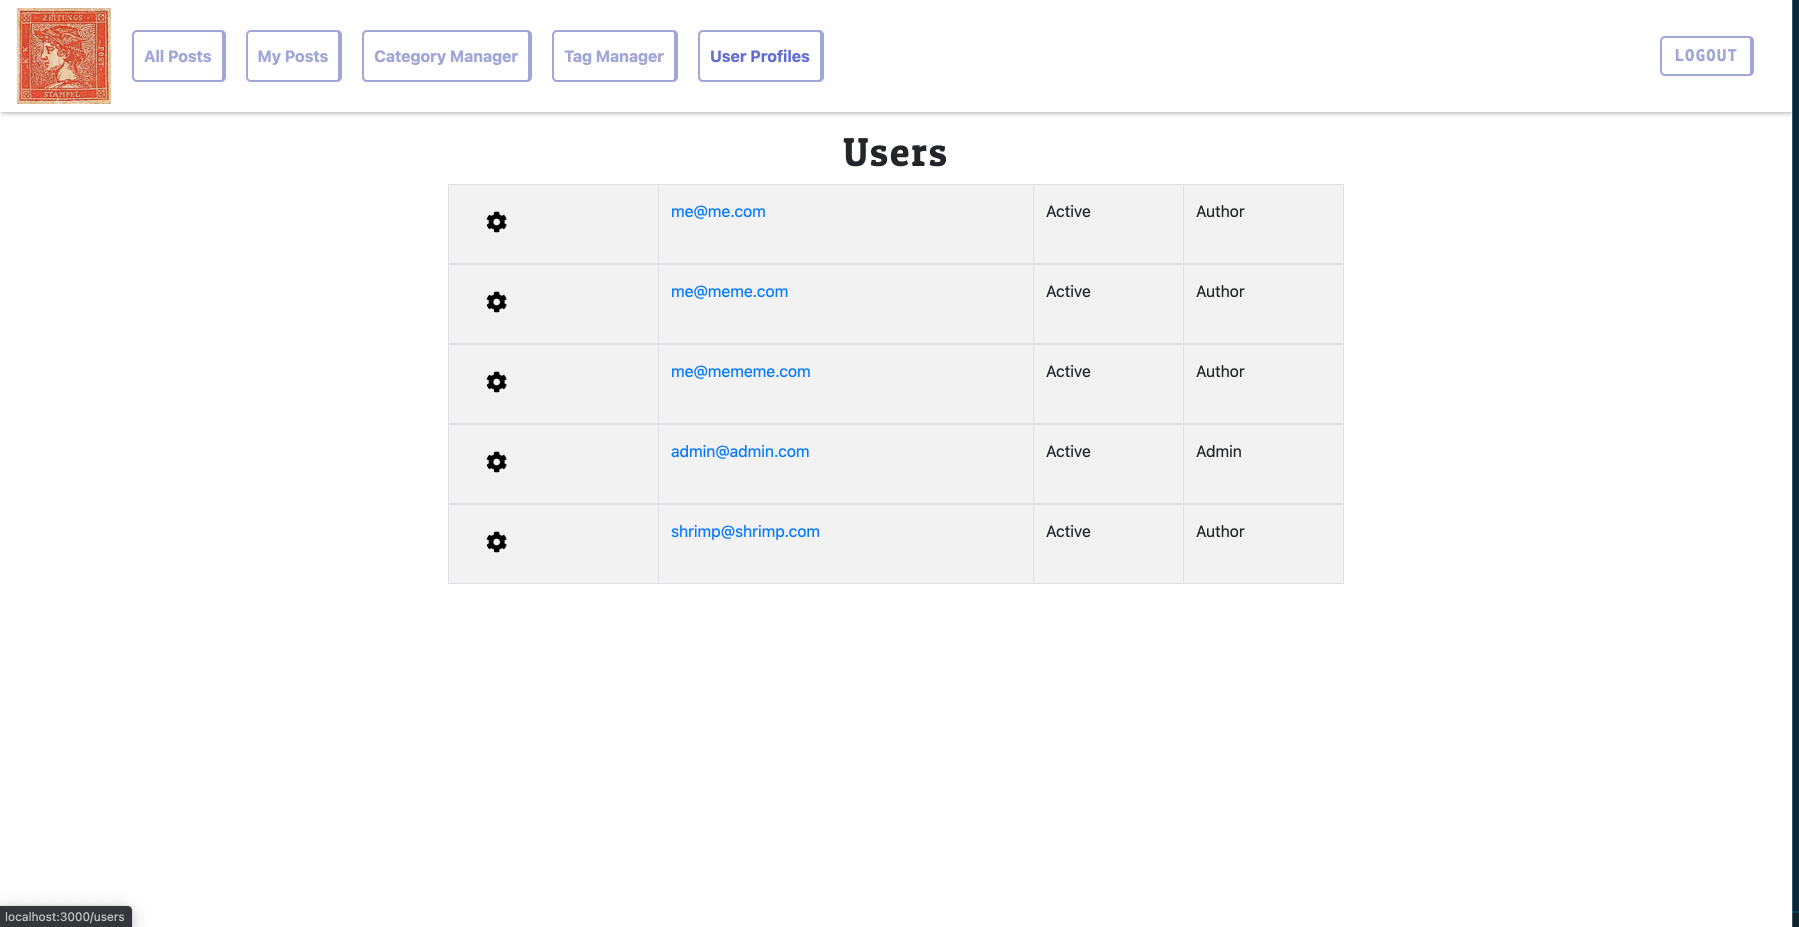 ZEITUNGS
K.K.
POST
STAMPEL
All Posts
My Posts
Category Manager
Tag Manager
User Profiles
LOGOUT
Users
me@me.com Active Author
me@meme.com Active Author
me@mememe.com Active Author
admin@admin.com Active Admin
shrimp@shrimp.com Active Author
localhost:3000/users